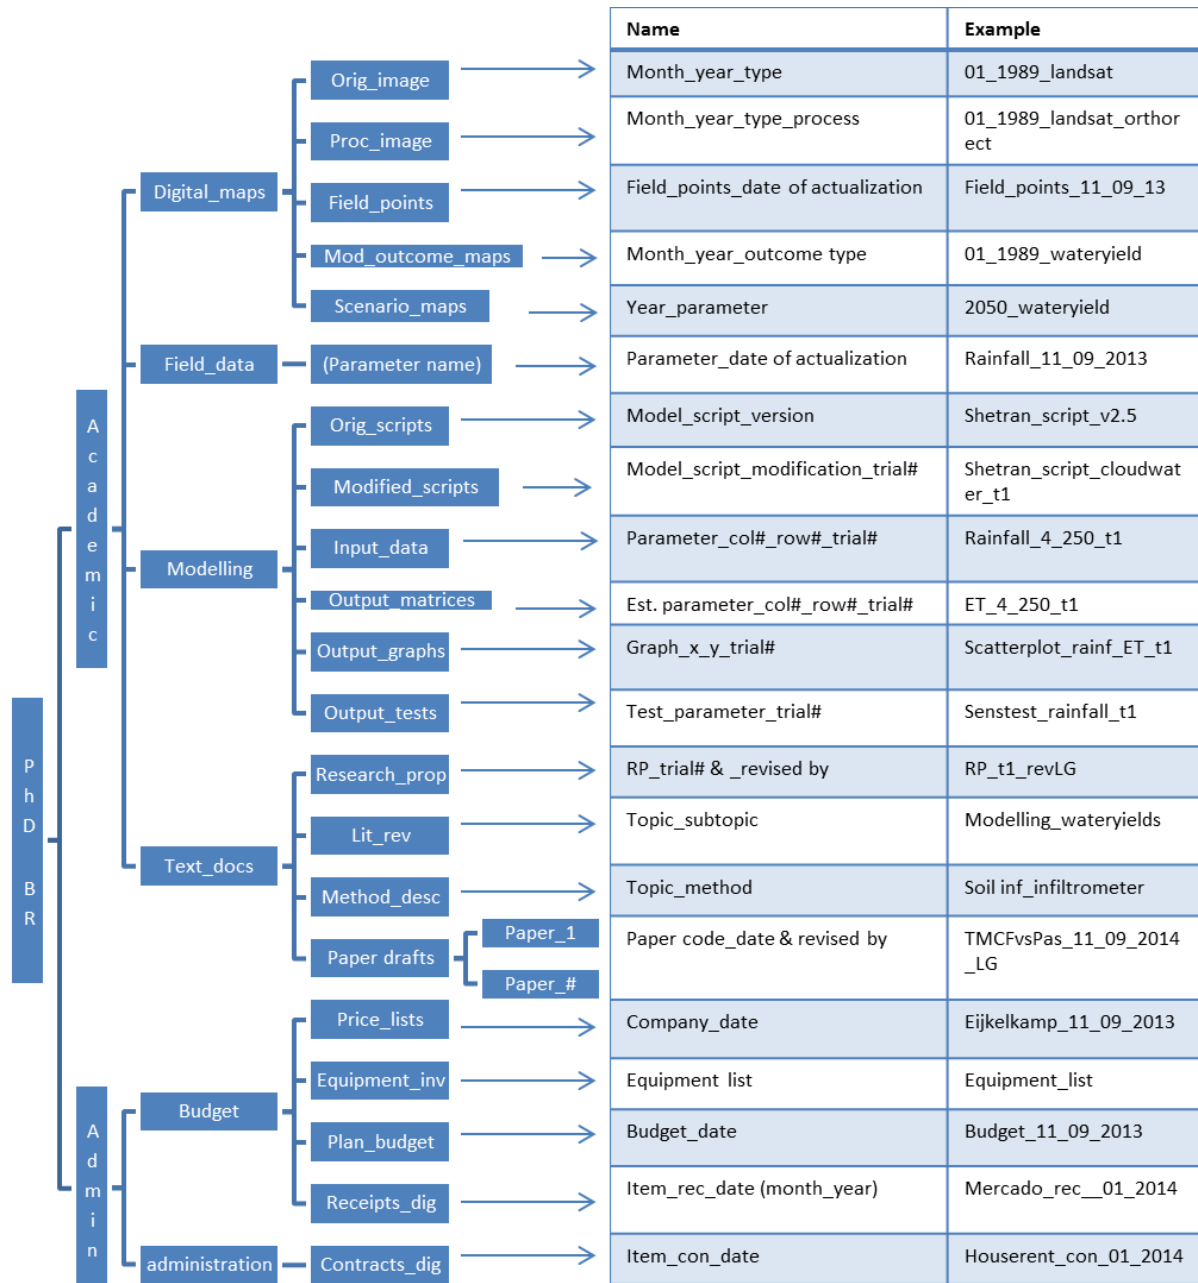 Name
Example
Orig_image
Month_year_type
01_1989_landsat
Proc_image
Month_year_type_process
01_1989_landsat_orthor
ect
Digital_maps
Field_points
Field_points_date of actualization
Field_points_11_09_13
Mod_outcome_maps
Month_year_outcome type
01_1989_wateryield
Scenario_maps
Year_parameter
2050_wateryield
Field_data
(Parameter name)
Parameter_date of actualization
Rainfall_11_09_2013
Academic
Orig_scripts
Model_script_version
Shetran_script_v2.5
Modified_scripts
Model_script_modification_trial#
Shetran_script_cloudwat
er_t1
Modelling
Input_data
Parameter_col#_row#_trial#
Rainfall_4_250_t1
Output_matrices
Est. parameter_col#_row#_trial#
ET_4_250_t1
Output_graphs
Graph_x_y_trial#
Scatterplot_rainf_ET_t1
Output_tests
Test_parameter_trial#
Senstest_rainfall_t1
PhD BR
Research_prop
RP_trial# & _revised by
RP_t1_revLG
Lit_rev
Topic_subtopic
Modelling_wateryields
Text_docs
Method_desc
Topic_method
Soil inf_infiltrometer
Paper drafts
Paper_1
Paper_#
Paper code_date & revised by
TMCFvsPas_11_09_2014
_LG
Price_lists
Company_date
Eijkelkamp_11_09_2013
Admin
Budget
Equipment_inv
Equipment list
Equipment_list
Plan_budget
Budget_date
Budget_11_09_2013
Receipts_dig
Item_rec_date (month_year)
Mercado_rec__01_2014
administration
Contracts_dig
Item_con_date
Houserent_con_01_2014